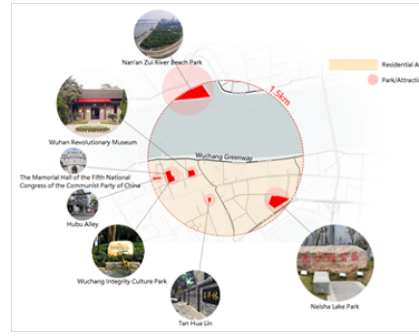 Nan'an Zui River Beach Park
1.5km
Residential A
Park/Attractio
Wuhan Revolutionary Museum
Wuchang Greenway
The Memorial Hall of the Fifth National
Congress of the Communist Party of China
Hubu Alley
Wuchang Integrity Culture Park
Tan Hua Lin
Neisha Lake Park